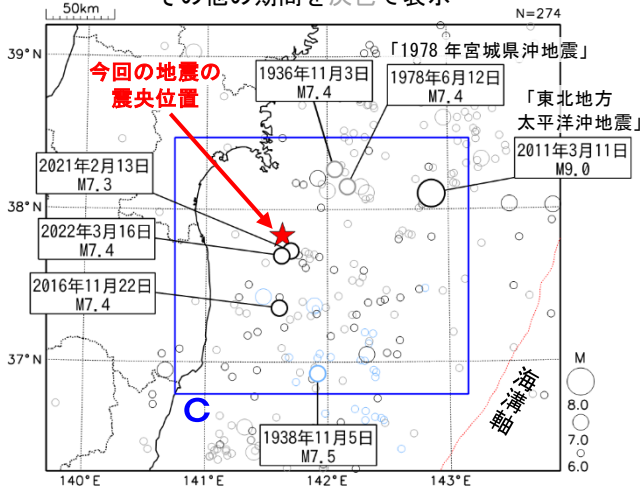 その他の期間を灰色で表示
50km
N=274
39°N
38°N
37°N
140°E
141°E
142°E
143°E
今回の地震の
震央位置
「1978 年宮城県沖地震」
1936年11月3日
M7.4
1978年6月12日
M7.4
「東北地方
太平洋沖地震」
2011年3月11日
M9.0
2021年2月13日
M7.3
2022年3月16日
M7.4
2016年11月22日
M7.4
1938年11月5日
M7.5
C
海溝軸
M
8.0
7.0
6.0